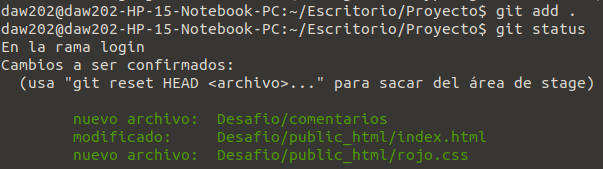 daw202@daw202-HP-15-Notebook-PC:~/Escritorio/Proyecto$ git add .
daw202@daw202-HP-15-Notebook-PC:~/Escritorio/Proyecto$ git status
En la rama login
Cambios a ser confirmados:
  (usa "git reset HEAD <archivo>..." para sacar del área de stage)

        nuevo archivo:  Desafio/comentarios
        modificado:     Desafio/public_html/index.html
        nuevo archivo:  Desafio/public_html/rojo.css